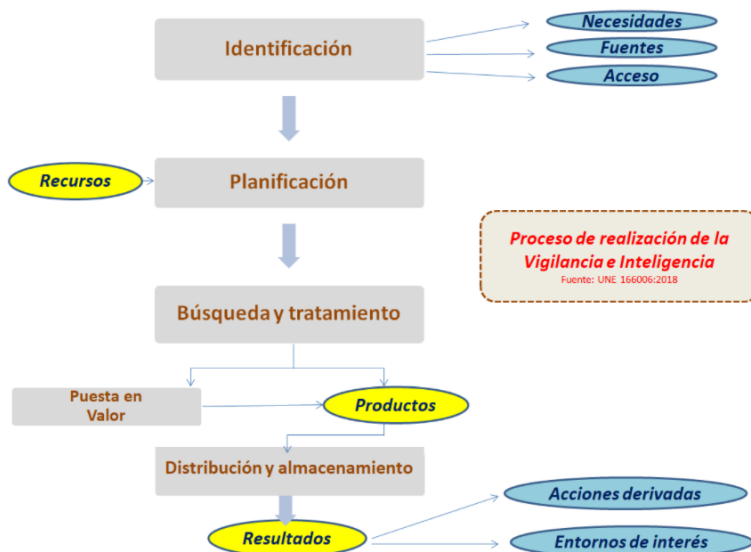 Identificación
Necesidades
Fuentes
Acceso
Recursos
Planificación
Proceso de realización de la
Vigilancia e Inteligencia
Fuente: UNE 166006:2018
Búsqueda y tratamiento
Puesta en
Valor
Productos
Distribución y almacenamiento
Resultados
Acciones derivadas
Entornos de interés